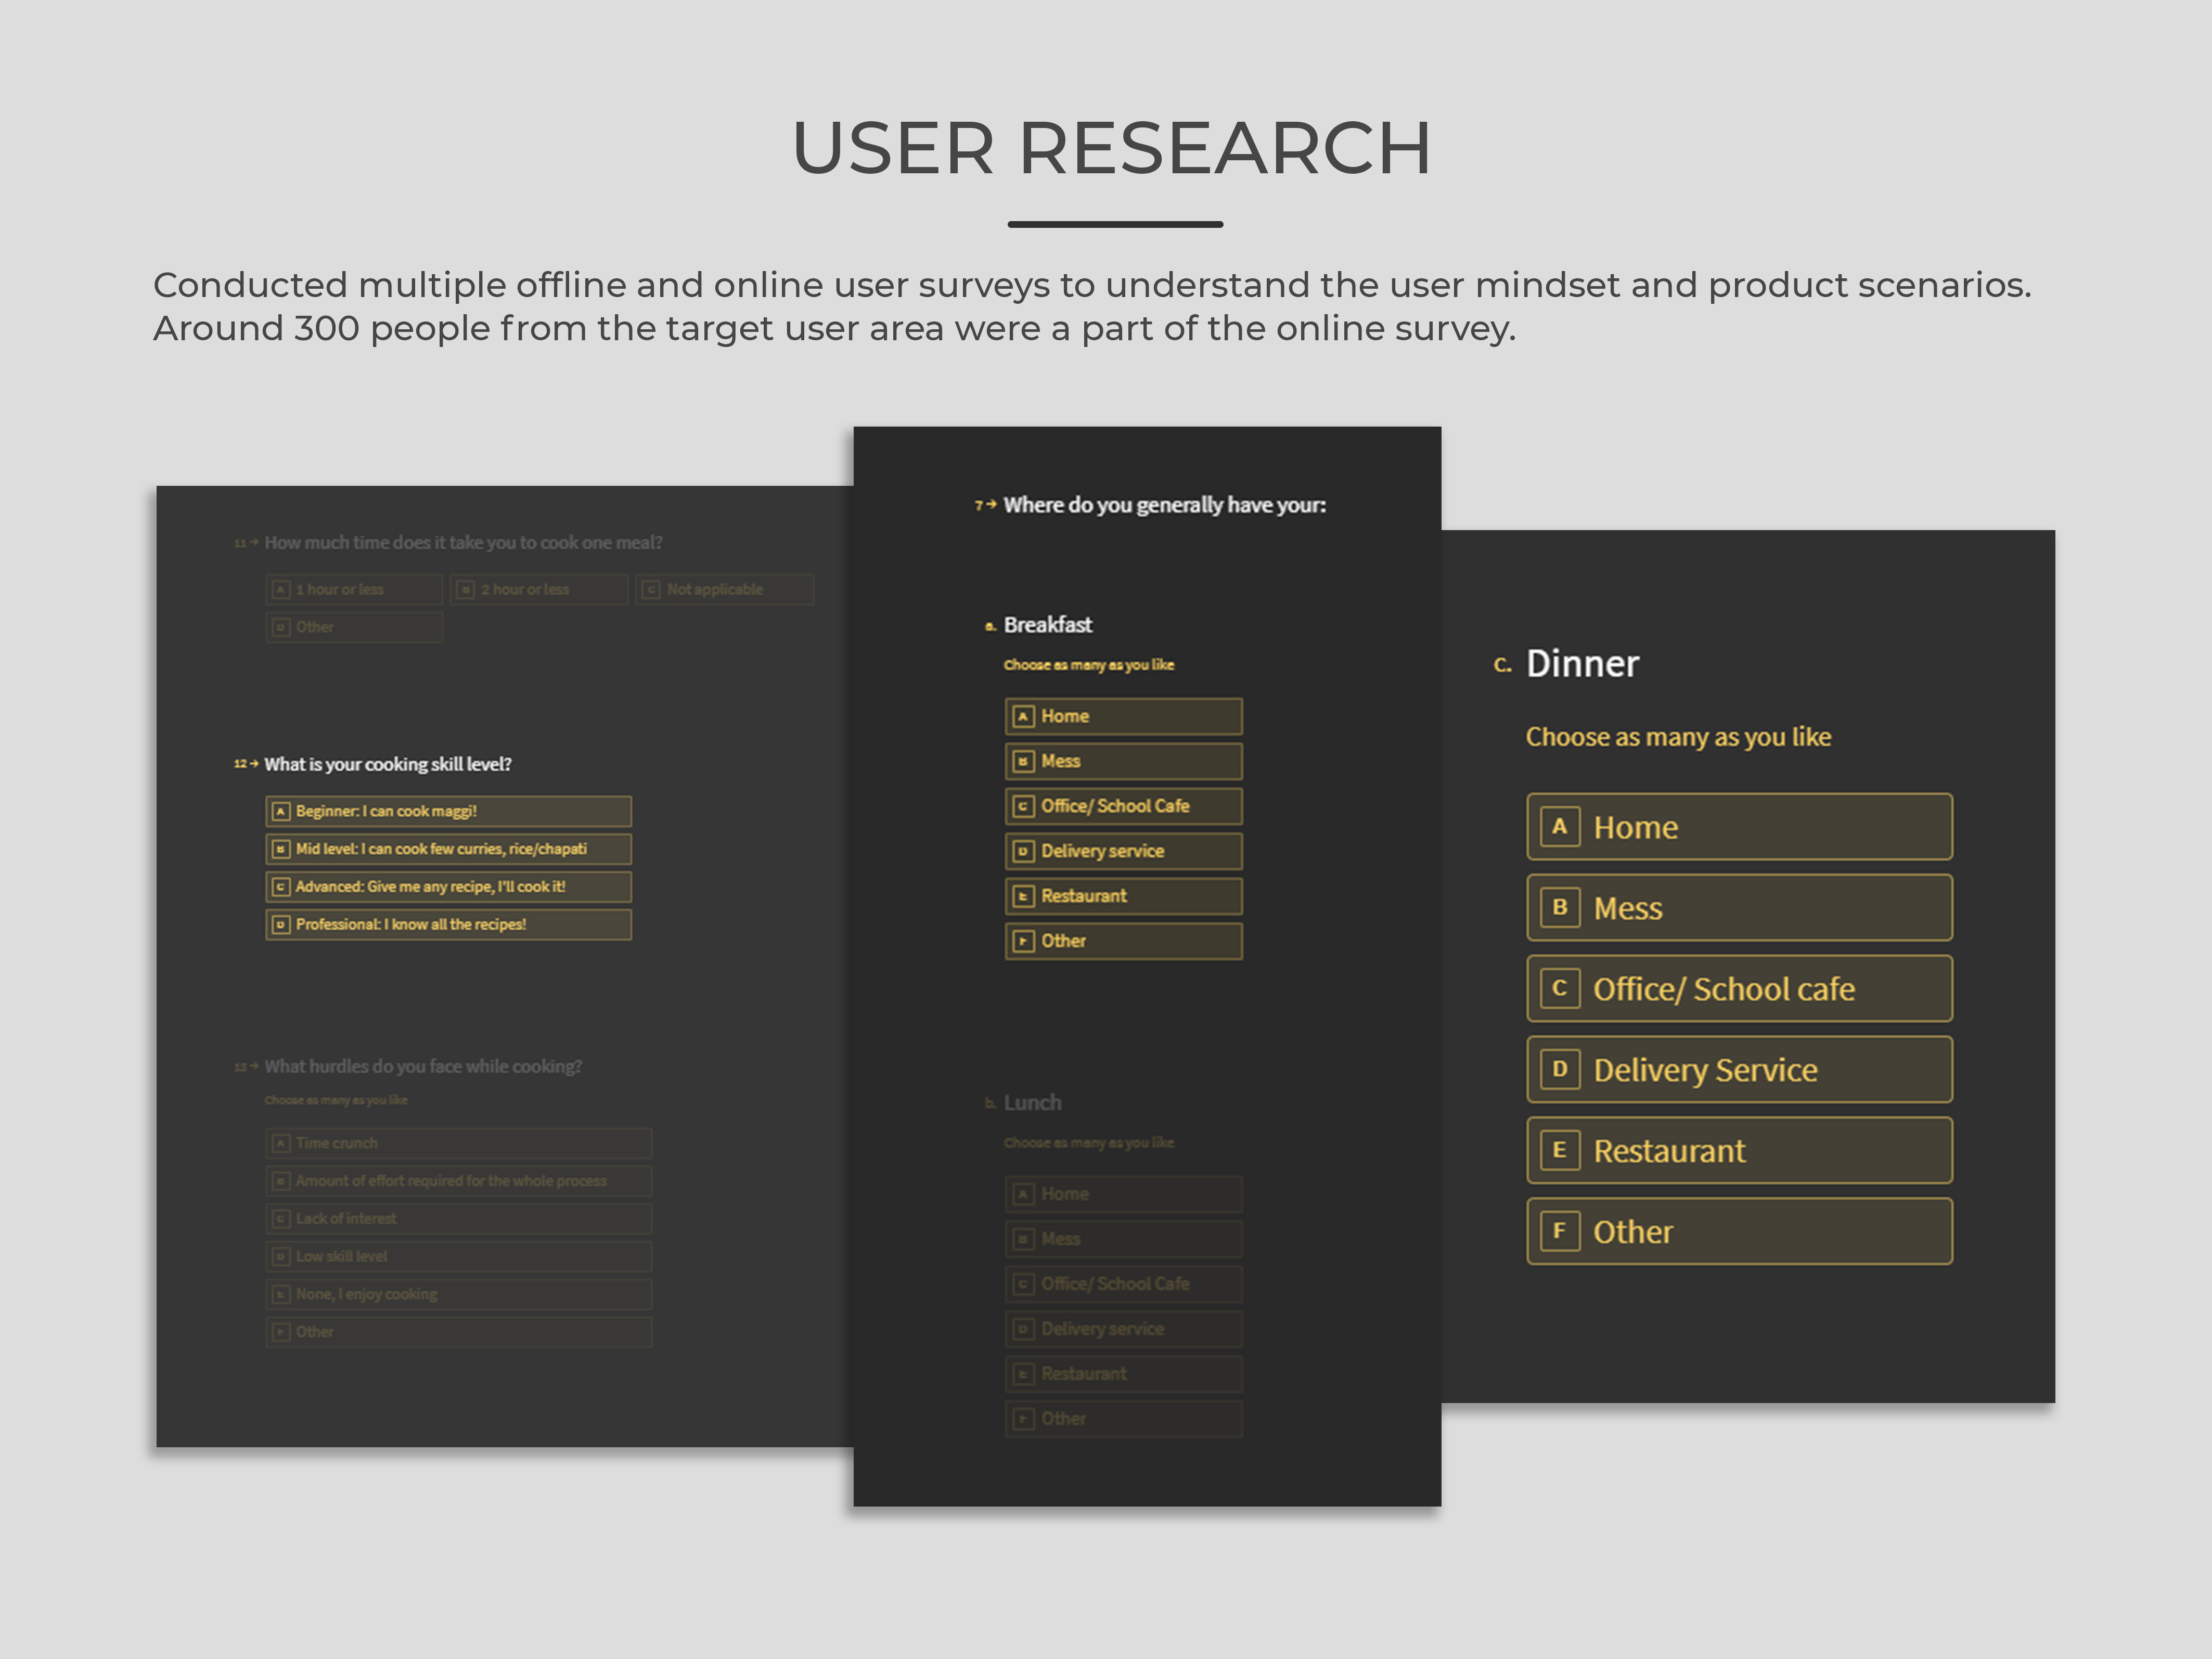 USER RESEARCH
Conducted multiple offline and online user surveys to understand the user mindset and product scenarios.
Around 300 people from the target user area were a part of the online survey.
11 → How much time does it take you to cook one meal?
A 1 hour or less B 2 hour or less C Not applicable
D Other
12 → What is your cooking skill level?
A Beginner: I can cook maggi!
B Mid level: I can cook few curries, rice/chapati
C Advanced: Give me any recipe, I'll cook it!
D Professional: I know all the recipes!
13 → What hurdles do you face while cooking?
Choose as many as you like
A Time crunch
B Amount of effort required for the whole process
C Lack of interest
D Low skill level
E None, I enjoy cooking
F Other
7 → Where do you generally have your:
a. Breakfast
Choose as many as you like
A Home
B Mess
C Office/ School Cafe
D Delivery service
E Restaurant
F Other
b. Lunch
Choose as many as you like
A Home
B Mess
C Office/ School Cafe
D Delivery service
E Restaurant
F Other
C. Dinner
Choose as many as you like
A Home
B Mess
C Office/ School cafe
D Delivery Service
E Restaurant
F Other